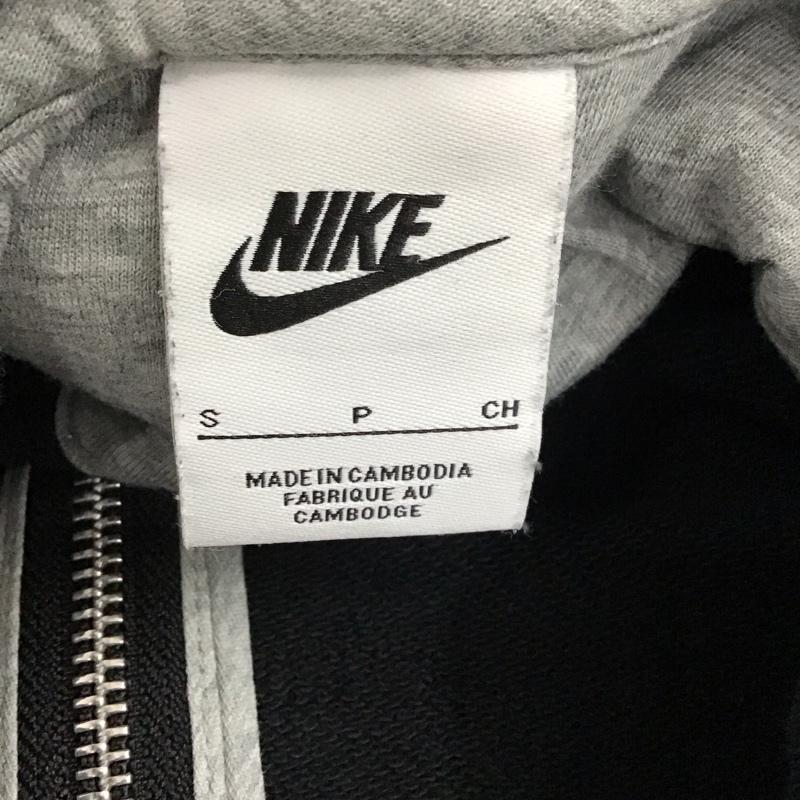 NIKE
S P CH
MADE IN CAMBODIA
FABRIQUE AU
CAMBODGE